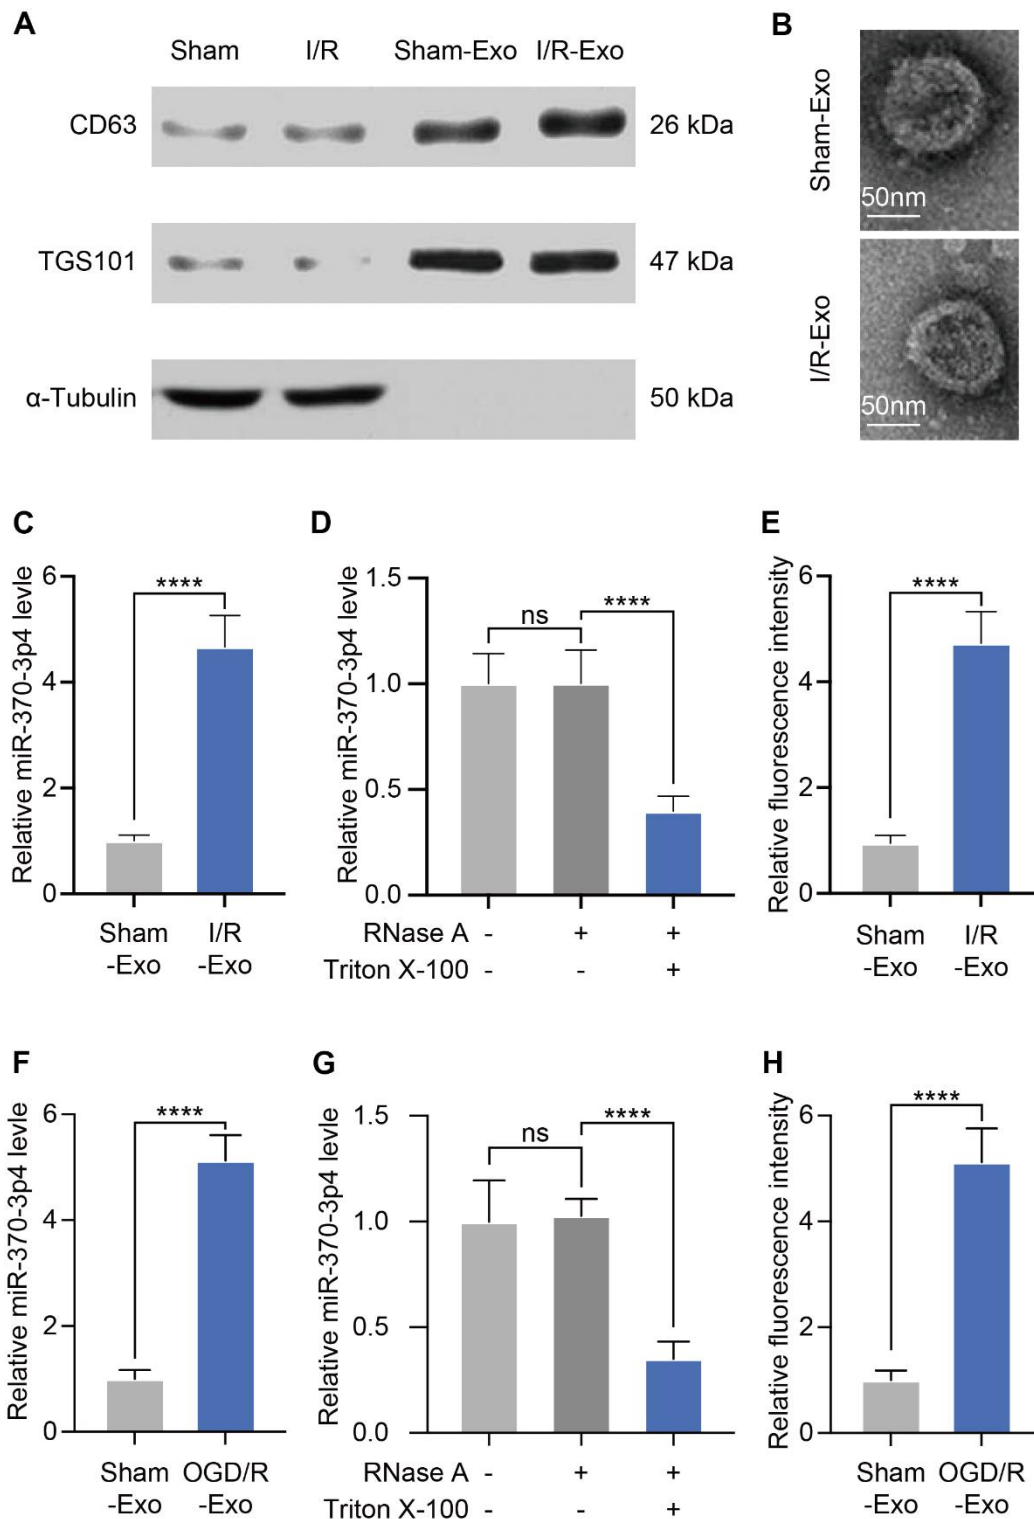 A
Sham I/R Sham-Exo I/R-Exo
CD63 26 kDa
TGS101 47 kDa
α-Tubulin 50 kDa
B
Sham-Exo
50nm
I/R-Exo
50nm
C
Relative miR-370-3p4 levle
6
4
2
0
****
Sham
-Exo
I/R
-Exo
D
Relative miR-370-3p4 levle
1.5
1.0
0.5
0.0
ns
****
RNase A - + +
Triton X-100 - - +
E
Relative fluorescence intensity
6
4
2
0
****
Sham
-Exo
I/R
-Exo
F
Relative miR-370-3p4 levle
6
4
2
0
****
Sham
-Exo
OGD/R
-Exo
G
Relative miR-370-3p4 levle
1.5
1.0
0.5
0.0
ns
****
RNase A - + +
Triton X-100 - - +
H
Relative fluorescence intensity
6
4
2
0
****
Sham
-Exo
OGD/R
-Exo